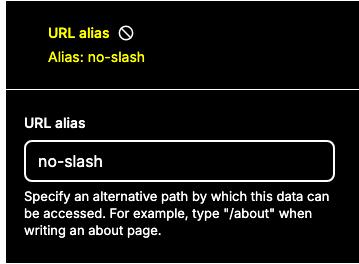 URL alias
Alias: no-slash
URL alias
no-slash
Specify an alternative path by which this data can
be accessed. For example, type "/about" when
writing an about page.